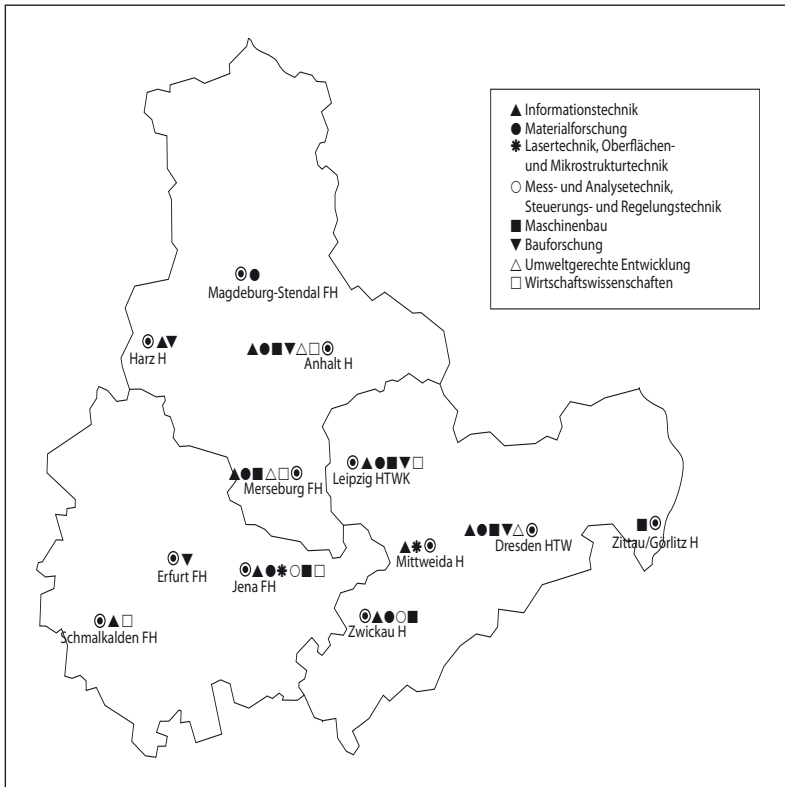 Informationstechnik
Materialforschung
Lasertechnik, Oberflächen-
und Mikrostrukturtechnik
Mess- und Analysetechnik,
Steuerungs- und Regelungstechnik
Maschinenbau
Bauforschung
Umweltgerechte Entwicklung
Wirtschaftswissenschaften
Magdeburg-Stendal FH
Harz H
Anhalt H
Merseburg FH
Leipzig HTWK
Mittweida H
Dresden HTW
Zittau/Görlitz H
Erfurt FH
Jena FH
Zwickau H
Schmalkalden FH